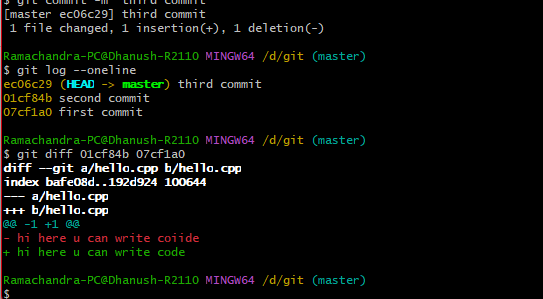 $ git commit -m "third commit"
[master ec06c29] third commit
1 file changed, 1 insertion(+), 1 deletion(-)
Ramachandra-PC@Dhanush-R2110 MINGW64 /d/git (master)
$ git log --oneline
ec06c29 (HEAD -> master) third commit
01cf84b second commit
07cf1a0 first commit
Ramachandra-PC@Dhanush-R2110 MINGW64 /d/git (master)
$ git diff 01cf84b 07cf1a0
diff --git a/hello.cpp b/hello.cpp
index bafe08d..192d924 100644
--- a/hello.cpp
+++ b/hello.cpp
@@ -1 +1 @@
- hi here u can write coiide
+ hi here u can write code
Ramachandra-PC@Dhanush-R2110 MINGW64 /d/git (master)
$